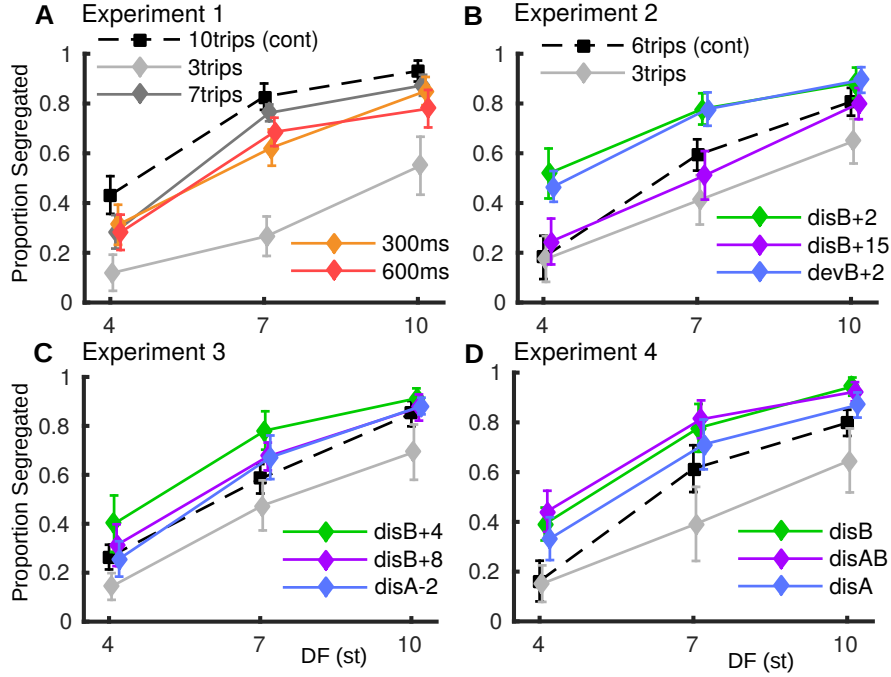 A Experiment 1
10trips (cont)
3trips
7trips
Proportion Segregated
1
0.8
0.6
0.4
0.2
0
300ms
600ms
4 7 10
B Experiment 2
6trips (cont)
3trips
1
0.8
0.6
0.4
0.2
0
disB+2
disB+15
devB+2
4 7 10
C Experiment 3
Proportion Segregated
1
0.8
0.6
0.4
0.2
0
disB+4
disB+8
disA-2
4 7 10
DF (st)
D Experiment 4
1
0.8
0.6
0.4
0.2
0
disB
disAB
disA
4 7 10
DF (st)